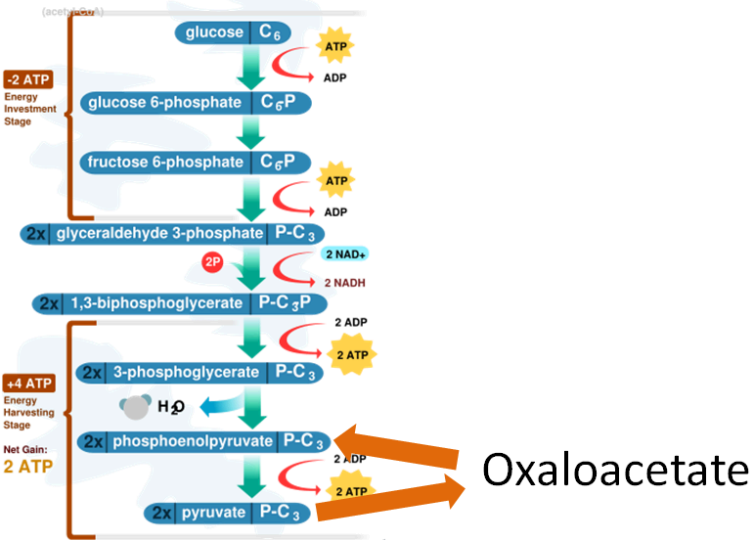 (acetyl-CoA)
glucose C6
ATP
ADP
-2 ATP
Energy
Investment
Stage
glucose 6-phosphate C6P
fructose 6-phosphate C6P
ATP
ADP
2x glyceraldehyde 3-phosphate P-C3
2P
2 NAD+
2 NADH
2x 1,3-biphosphoglycerate P-C3P
2 ADP
2 ATP
+4 ATP
Energy
Harvesting
Stage
Net Gain:
2 ATP
2x 3-phosphoglycerate P-C3
H2O
2x phosphoenolpyruvate P-C3
2 ADP
2 ATP
2x pyruvate P-C3
Oxaloacetate